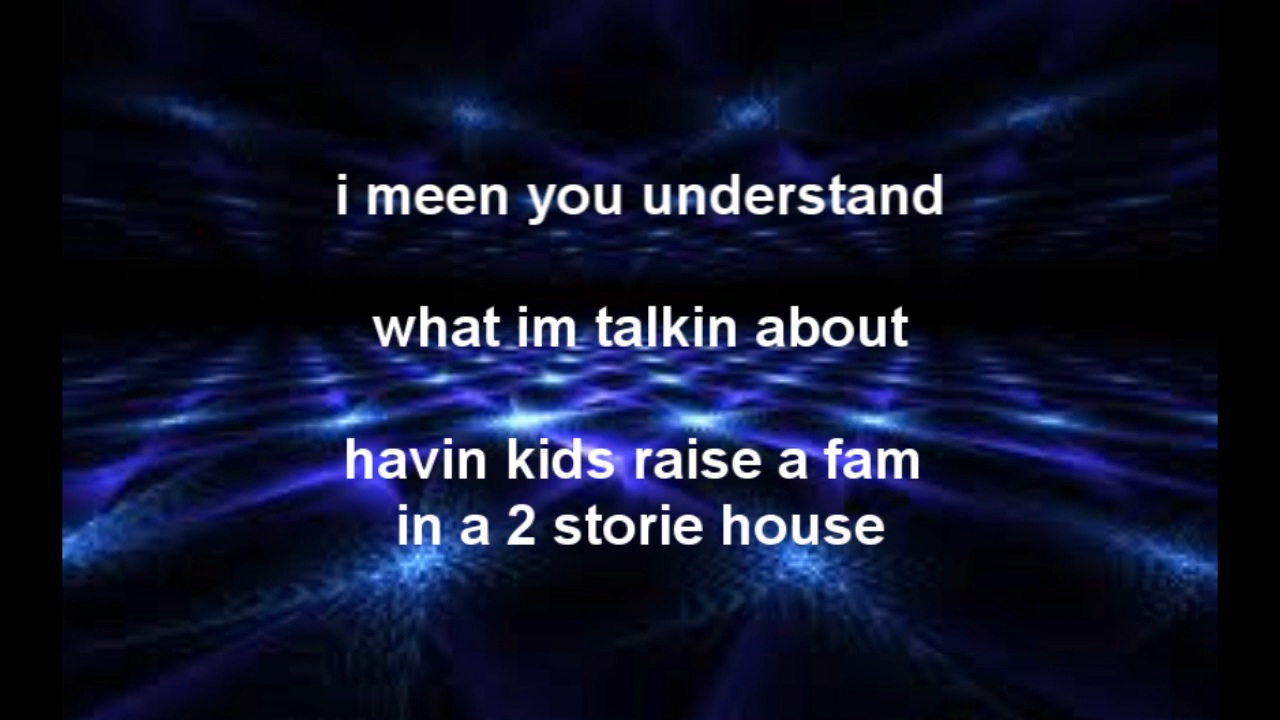 i meen you understand
what im talkin about
havin kids raise a fam
in a 2 storie house